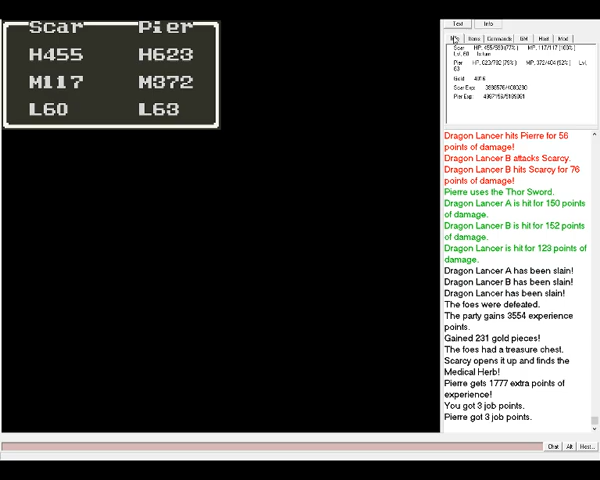 Scar Pier
H455 H623
M117 M372
L60 L63
Text Info
Items Commands GM Host Mod
Gold
Scar Exp:
Pier Exp:
Dragon Lancer hits Pierre for 56
points of damage!
Dragon Lancer B attacks Scarcy.
Dragon Lancer B hits Scarcy for 76
points of damage!
Pierre uses the Thor Sword.
Dragon Lancer A is hit for 150 points
of damage.
Dragon Lancer B is hit for 152 points
of damage.
Dragon Lancer is hit for 123 points of
damage.
Dragon Lancer A has been slain!
Dragon Lancer B has been slain!
Dragon Lancer has been slain!
The foes were defeated.
The party gains 3554 experience
points.
Gained 231 gold pieces!
The foes had a treasure chest.
Scarcy opens it up and finds the
Medical Herb!
Pierre gets 1777 extra points of
experience!
You got 3 job points.
Pierre got 3 job points.
Chat Alt Host...